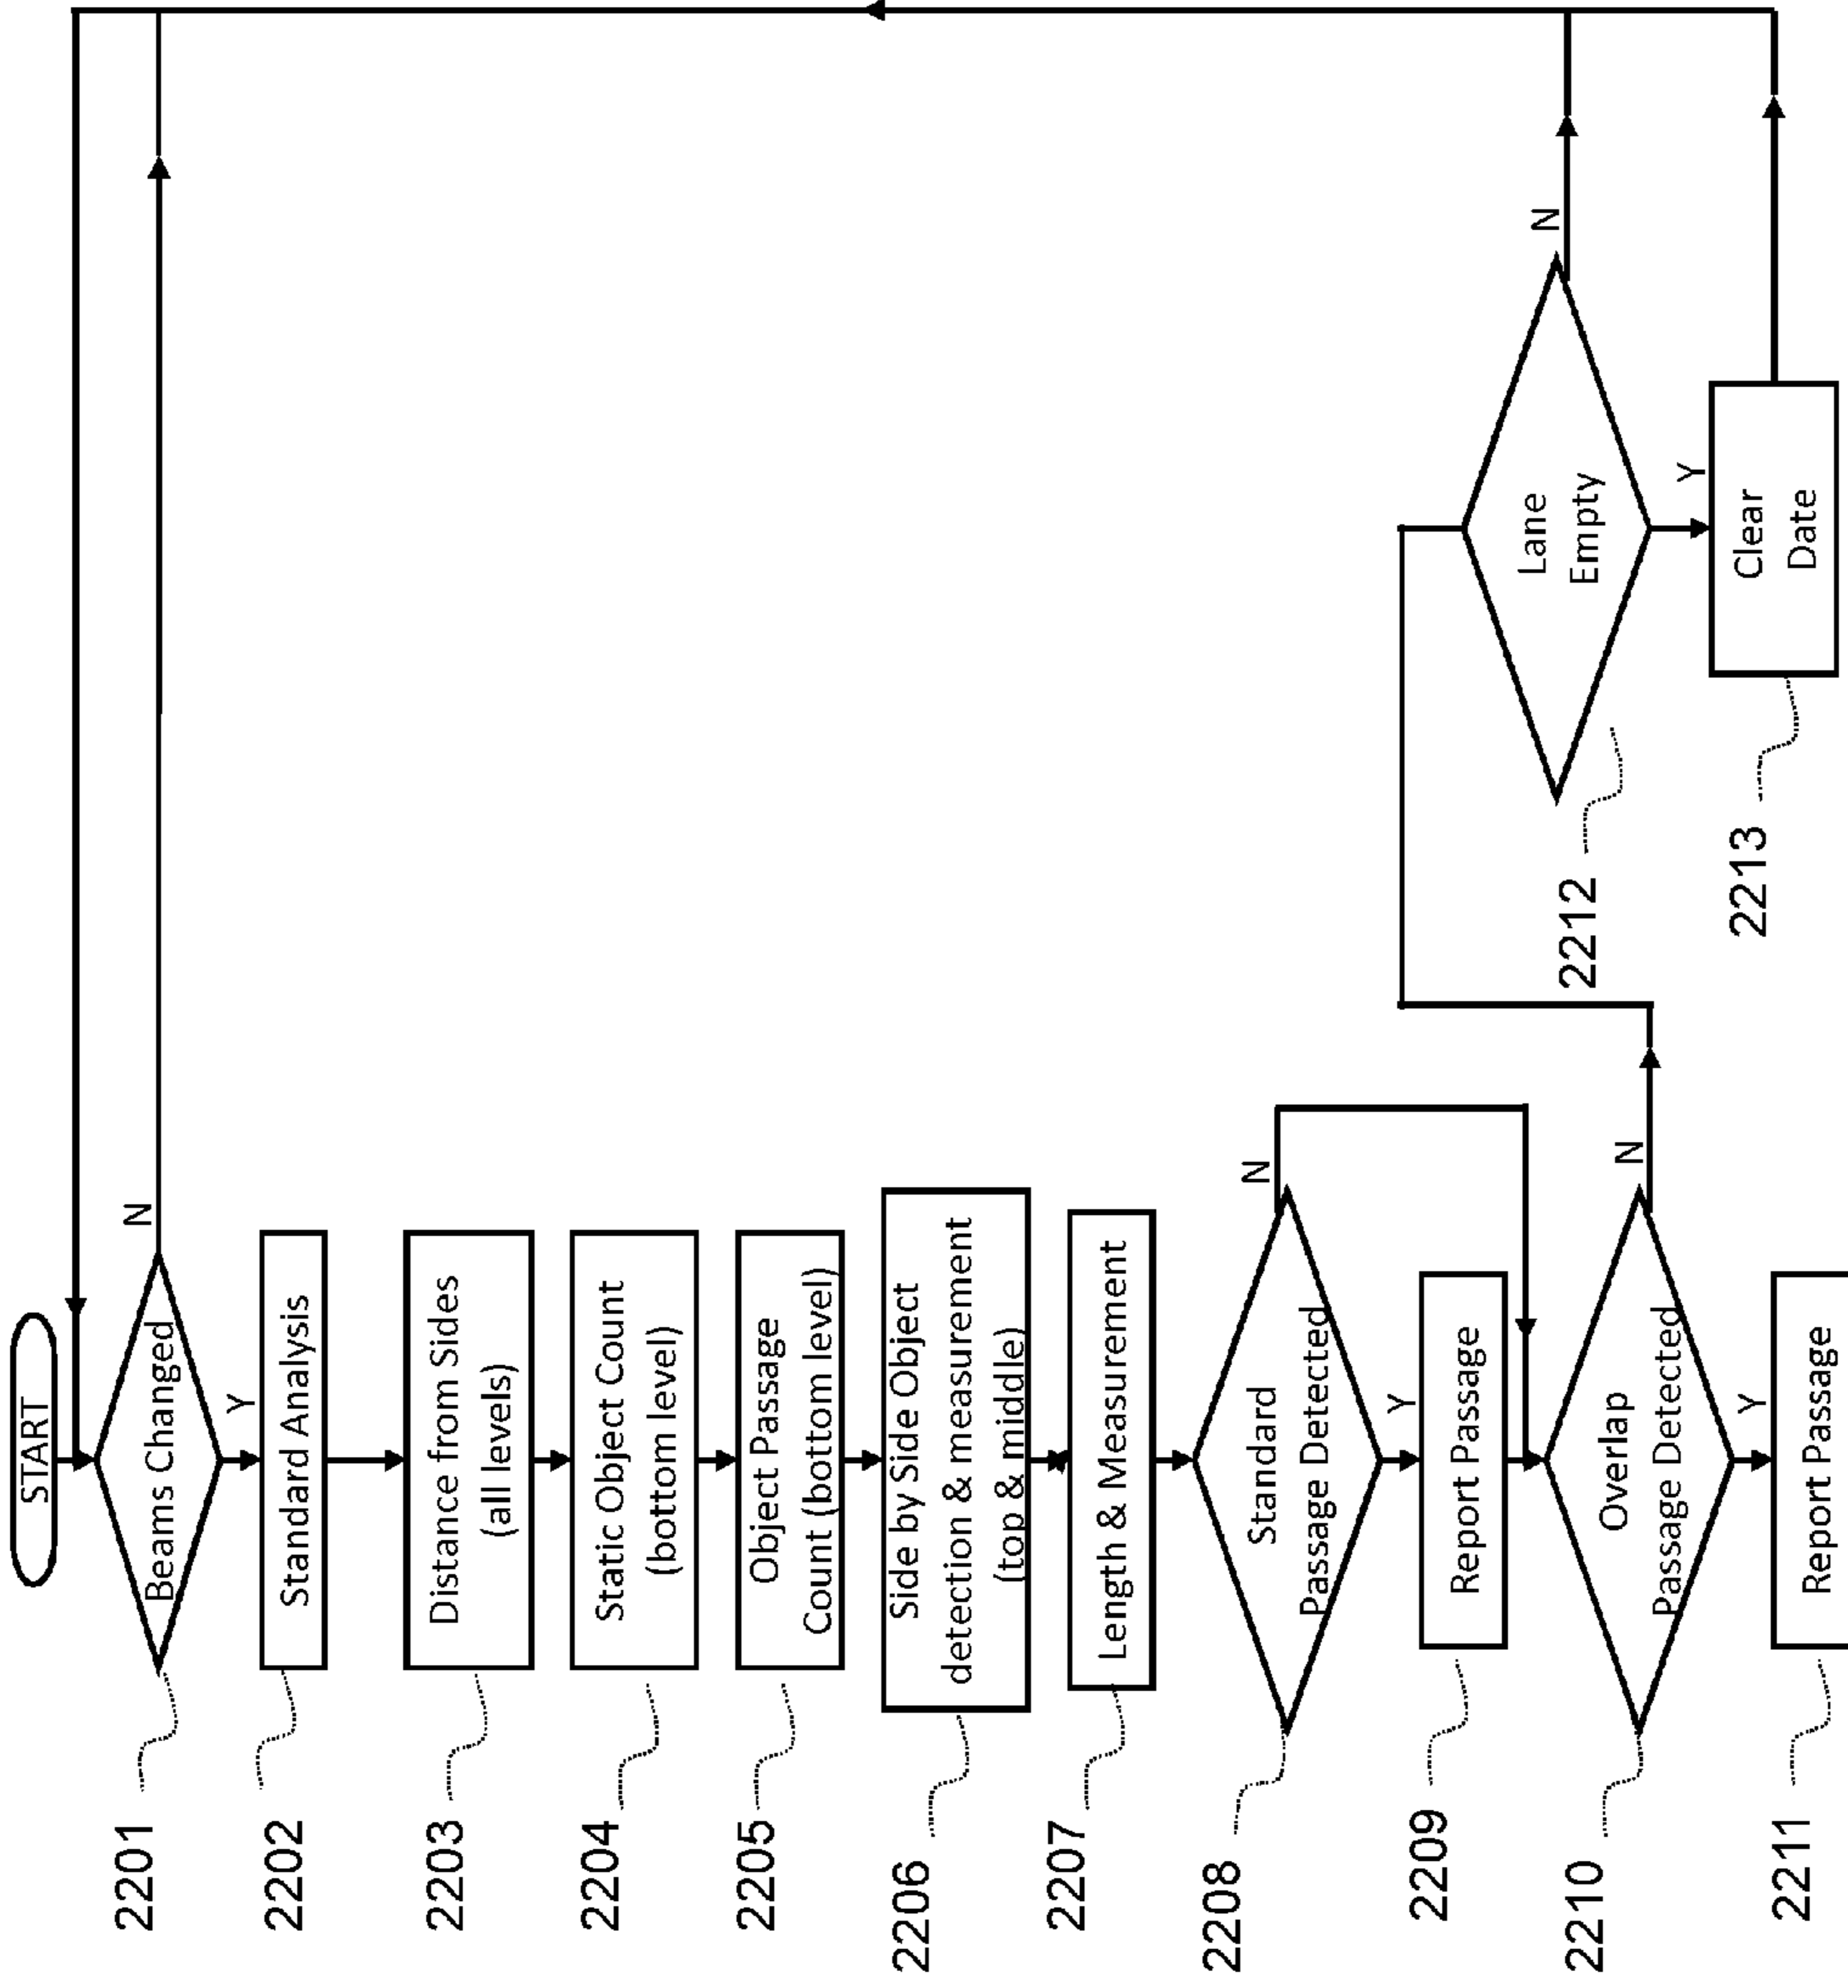 START
2201
Beams Changed
N
Y
2202
Standard Analysis
2203
Distance from Sides
(all levels)
2204
Static Object Count
(bottom level)
2205
Object Passage
Count (bottom level)
2206
Side by Side Object
detection & measurement
(top & middle)
2207
Length & Measurement
2208
Standard
Passage Detected
N
Y
2209
Report Passage
2210
Overlap
Passage Detected
N
Y
2211
Report Passage
2212
Lane
Empty
N
Y
2213
Clear
Date